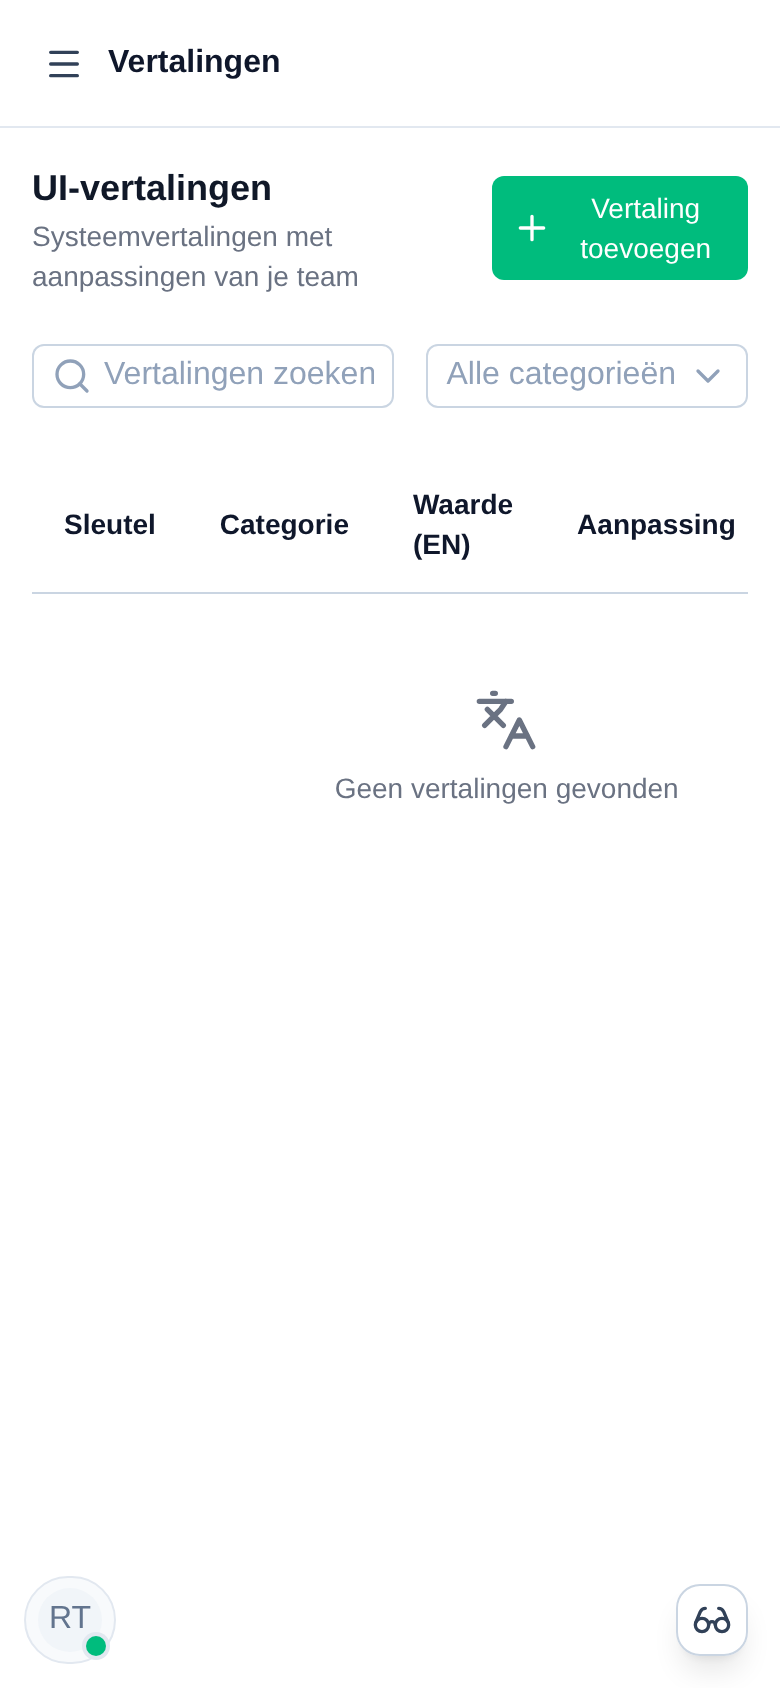 Vertalingen
UI-vertalingen
Systeemvertalingen met
aanpassingen van je team
Vertaling
toevoegen
Vertalingen zoeken
Alle categorieën
Sleutel
Categorie
Waarde
(EN)
Aanpassing
Geen vertalingen gevonden
RT